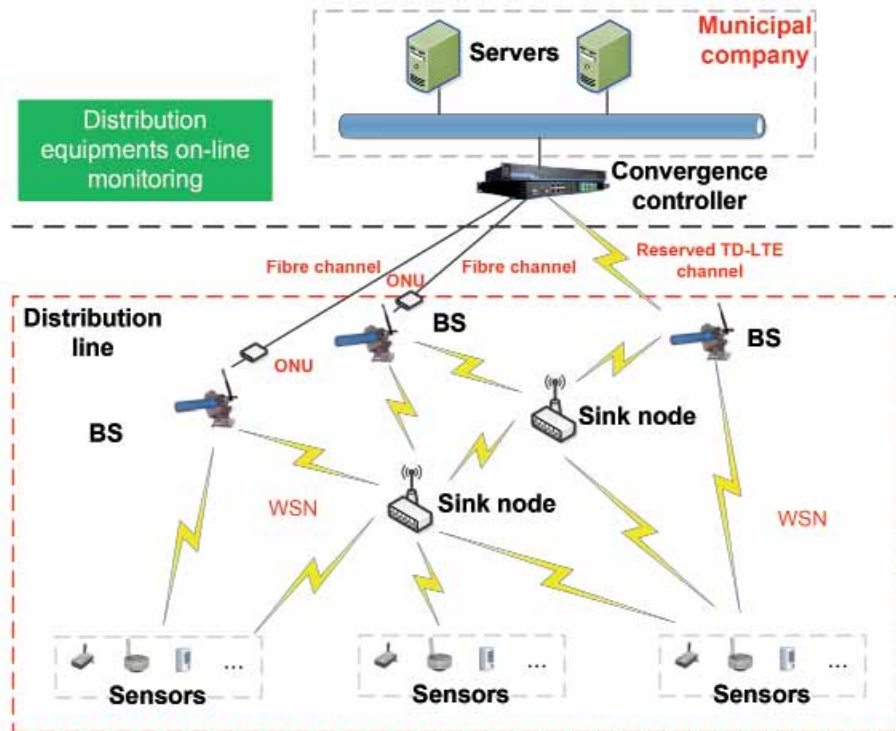 Municipal
company
Servers
Distribution
equipments on-line
monitoring
Convergence
controller
Fibre channel
Fibre channel
Reserved TD-LTE
channel
ONU
Distribution
line
BS
BS
ONU
BS
Sink node
Sink node
WSN
WSN
...
...
...
Sensors
Sensors
Sensors